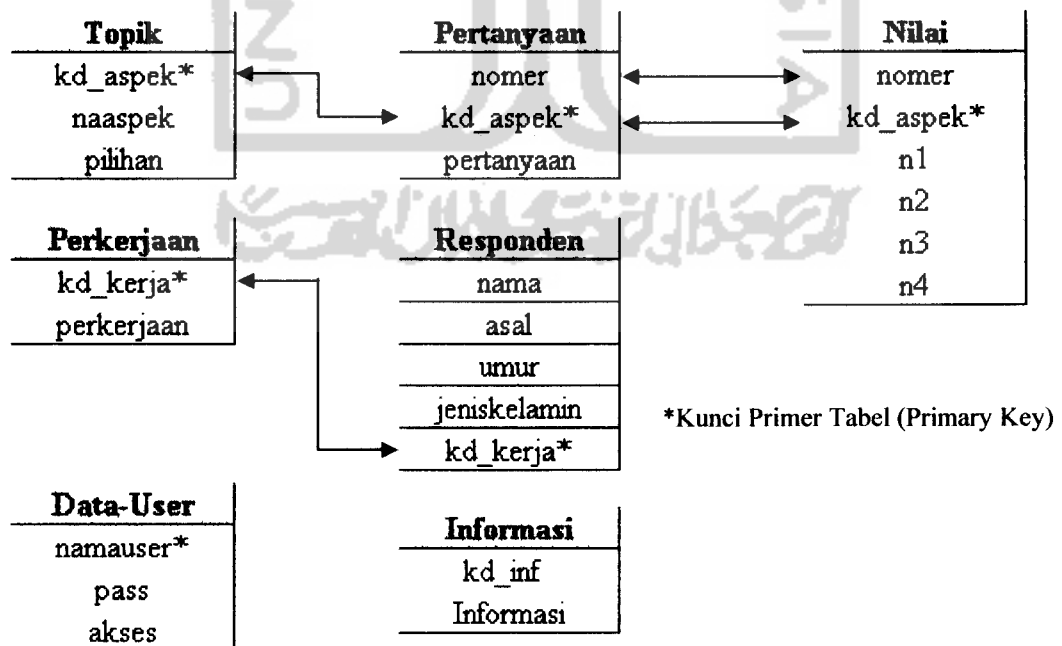 Topik
kd_aspek*
naaspek
pilihan
Pertanyaan
nomer
kd_aspek*
pertanyaan
Nilai
nomer
kd_aspek*
n1
n2
n3
n4
Perkerjaan
kd_kerja*
perkerjaan
Responden
nama
asal
umur
jeniskelamin
kd_kerja*
*Kunci Primer Tabel (Primary Key)
Data-User
namauser*
pass
akses
Informasi
kd_inf
Informasi